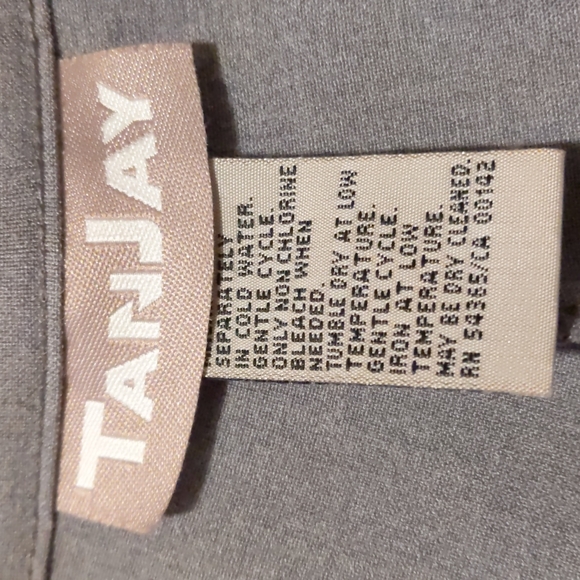 TANJAY
SEPARATELY
IN COLD WATER.
GENTLE CYCLE.
ONLY NON CHLORINE
BLEACH WHEN
NEEDED.
TUMBLE DRY AT LOW
TEMPERATURE.
GENTLE CYCLE.
IRON AT LOW
TEMPERATURE.
MAY BE DRY CLEANED.
RN 54335/CA 00142